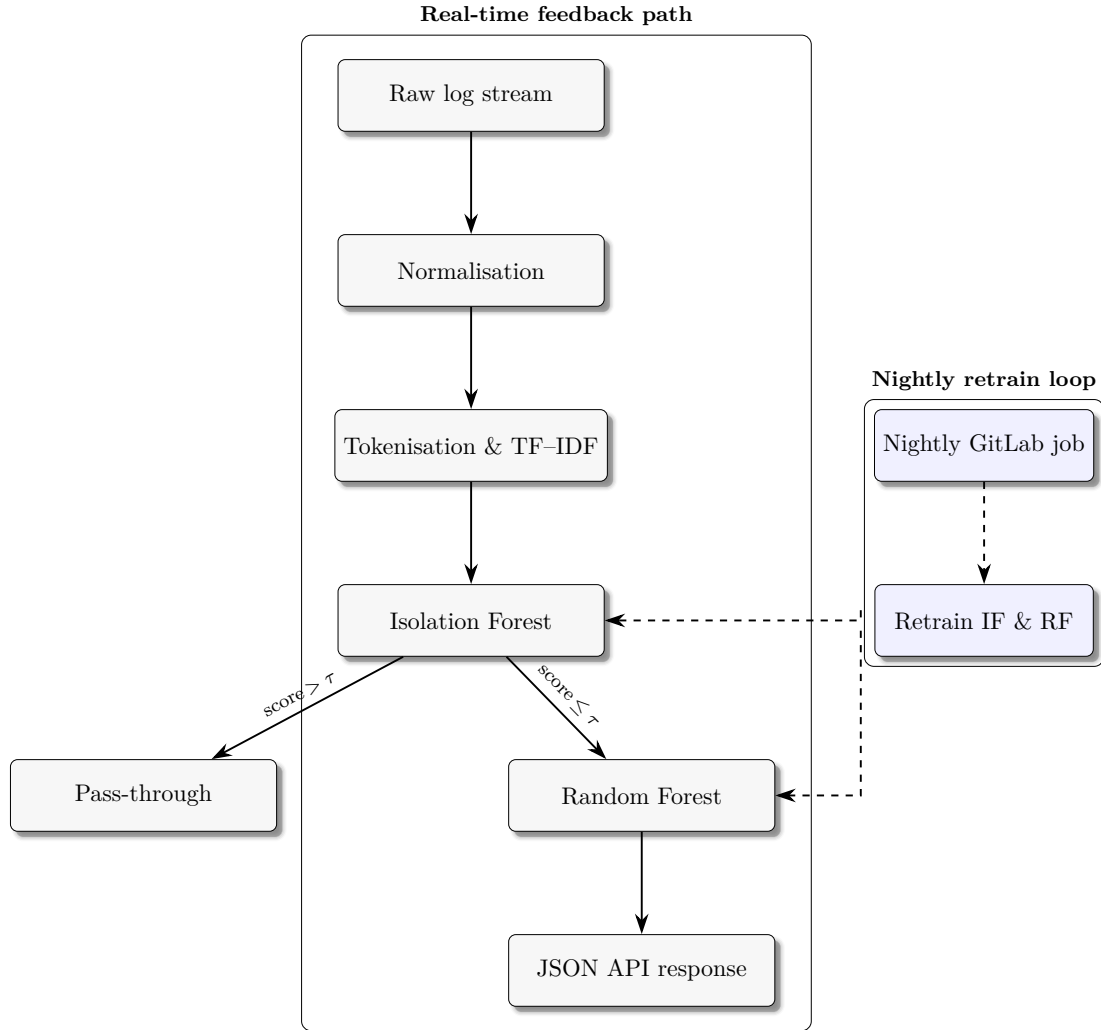 Real-time feedback path
Raw log stream
Normalisation
Nightly retrain loop
Tokenisation & TF–IDF
Nightly GitLab job
Isolation Forest
Retrain IF & RF
score > τ
score ≤ τ
Pass-through
Random Forest
JSON API response